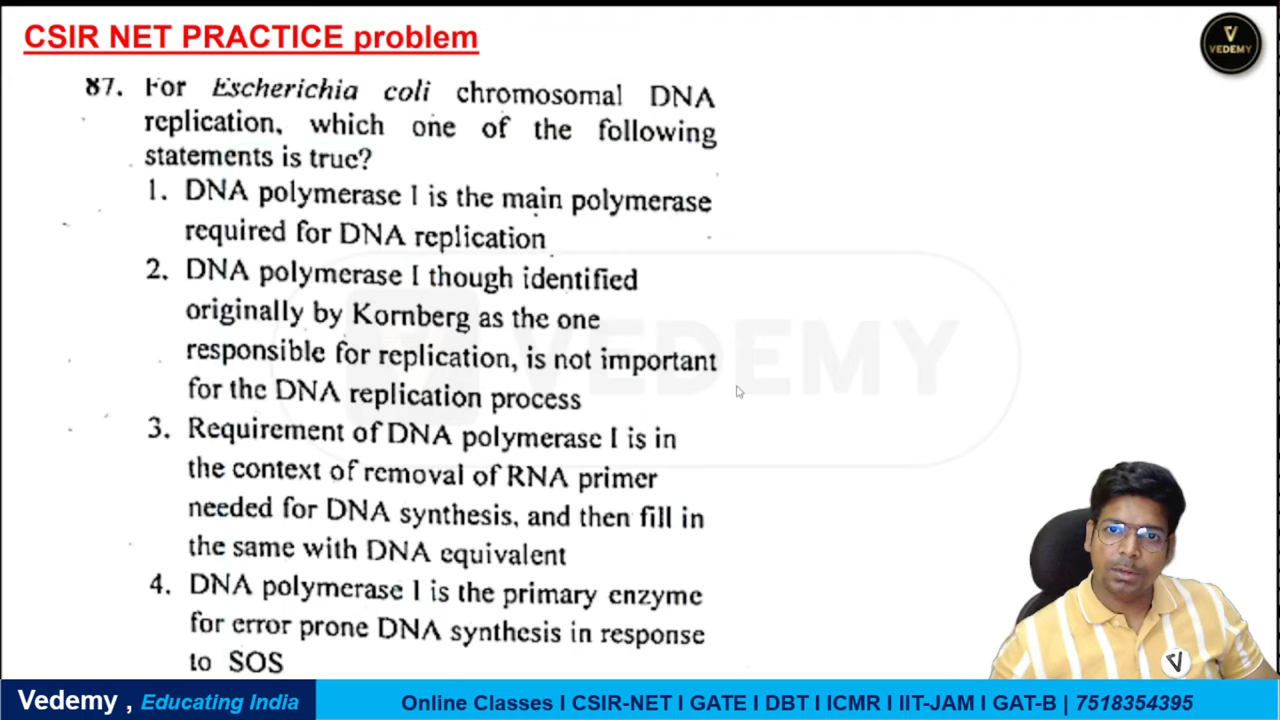 CSIR NET PRACTICE problem
V
VEDEMY
87. For Escherichia coli chromosomal DNA
replication, which one of the following
statements is true?
1. DNA polymerase I is the main polymerase
required for DNA replication
2. DNA polymerase I though identified
originally by Kornberg as the one
responsible for replication, is not important
for the DNA replication process
VEDEMY
3. Requirement of DNA polymerase I is in
the context of removal of RNA primer
needed for DNA synthesis, and then fill in
the same with DNA equivalent
4. DNA polymerase I is the primary enzyme
for error prone DNA synthesis in response
to SOS
V
Vedemy , Educating India
Online Classes I CSIR-NET I GATE I DBT I ICMR I IIT-JAM I GAT-B | 7518354395